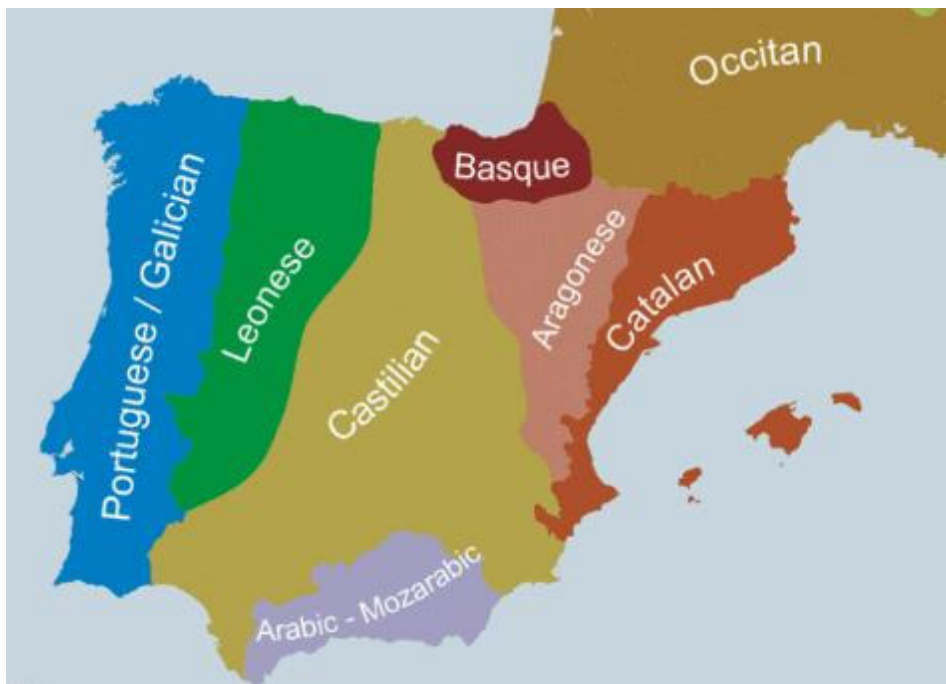 Occitan
Basque
Portuguese / Galician
Leonese
Castilian
Aragonese
Catalan
Arabic - Mozarabic